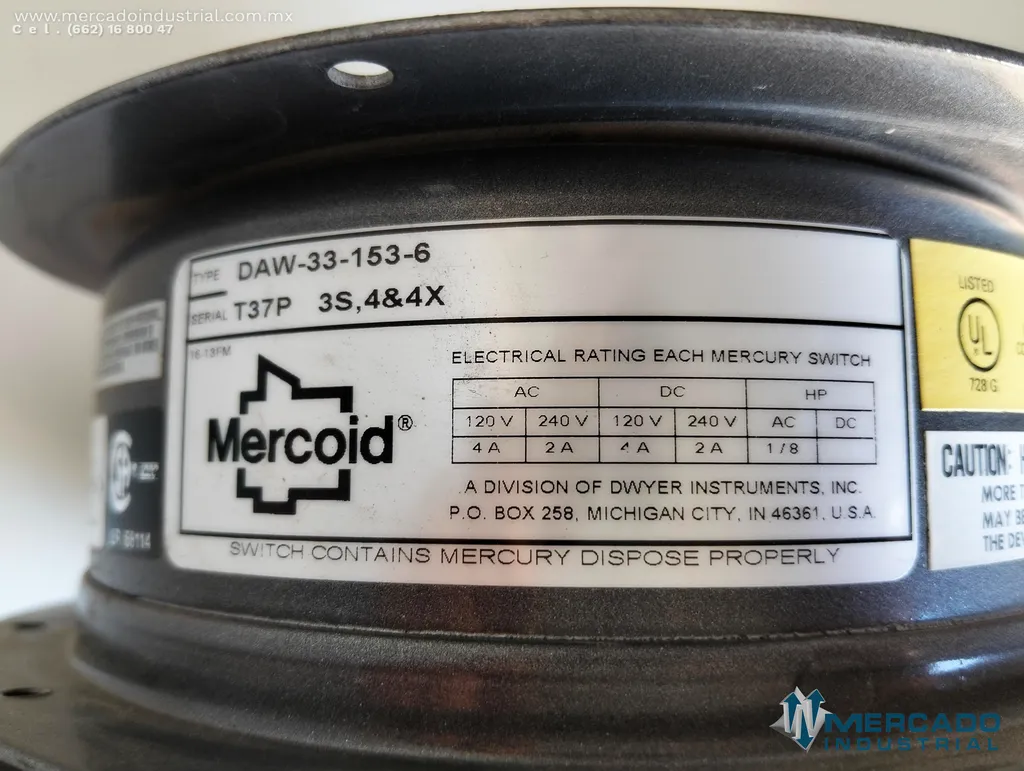 www.mercadoindustrial.com.mx
Cel. (662) 16 800 47
TYPE DAW-33-153-6
SERIAL T37P 3S,4&4X
16-13FM
Mercoid®
ELECTRICAL RATING EACH MERCURY SWITCH
AC DC HP
120 V 240 V 120 V 240 V AC DC
4 A 2 A 4 A 2 A 1/8
A DIVISION OF DWYER INSTRUMENTS, INC.
P.O. BOX 258, MICHIGAN CITY, IN 46361, U.S.A.
SWITCH CONTAINS MERCURY DISPOSE PROPERLY
LISTED
UL
728 G
CAUTION:
MORE
MAY
THE
MERCADO
INDUSTRIAL